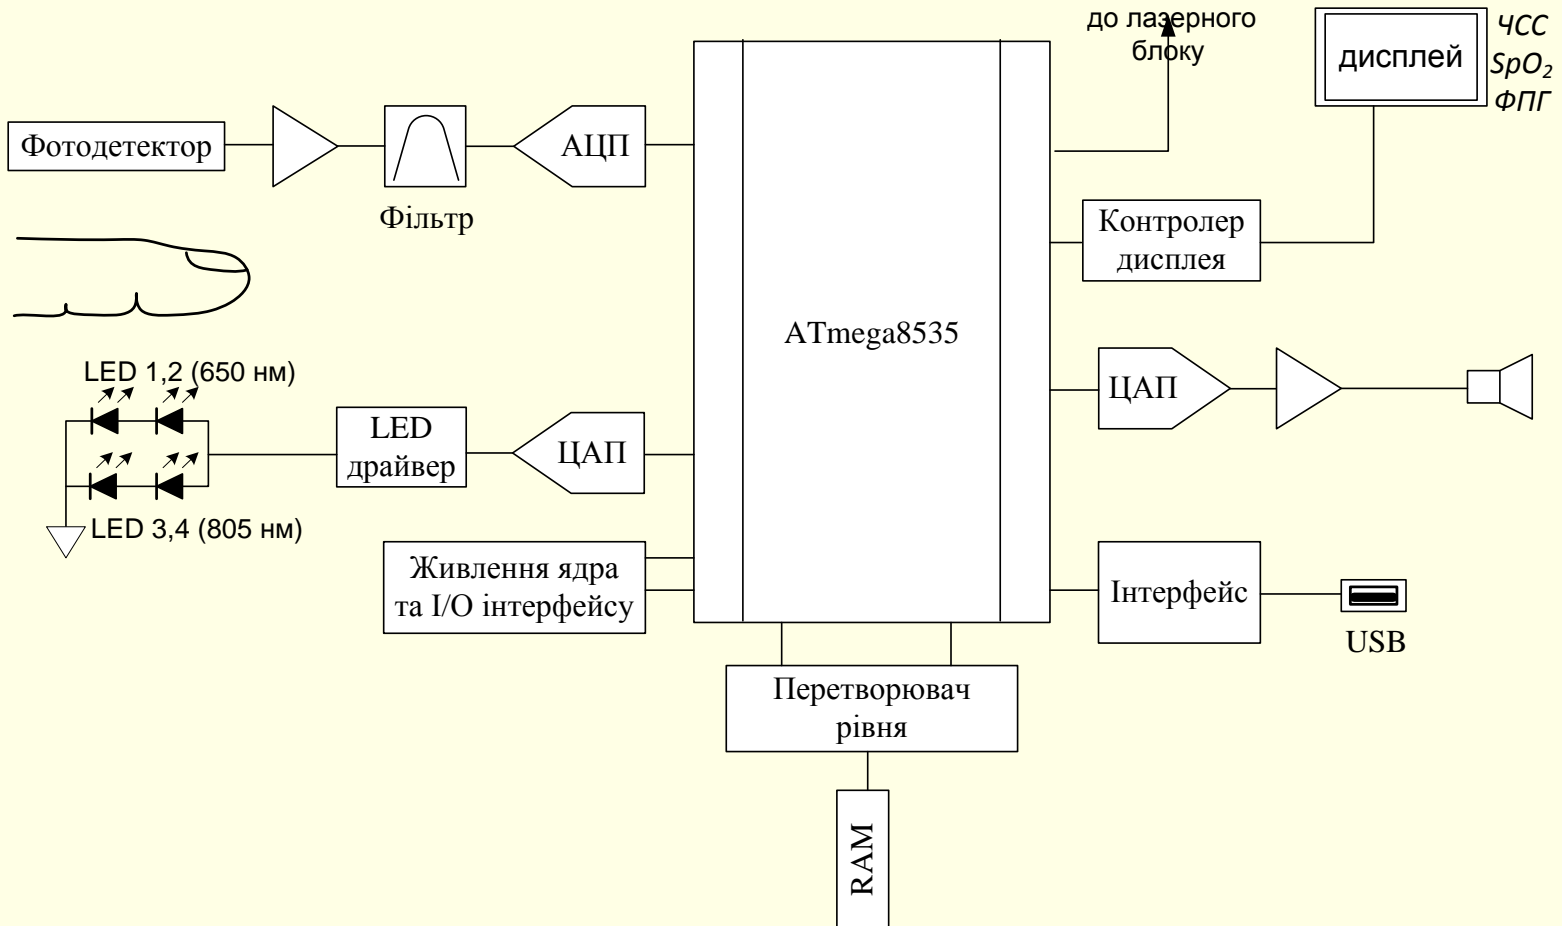 до лазерного
блоку
дисплей
ЧСС
SpO₂
ФПГ
Фотодетектор
АЦП
Фільтр
Контролер
дисплея
ATmega8535
LED 1,2 (650 нм)
LED 3,4 (805 нм)
LED
драйвер
ЦАП
ЦАП
Живлення ядра
та I/O інтерфейсу
Інтерфейс
USB
Перетворювач
рівня
RAM